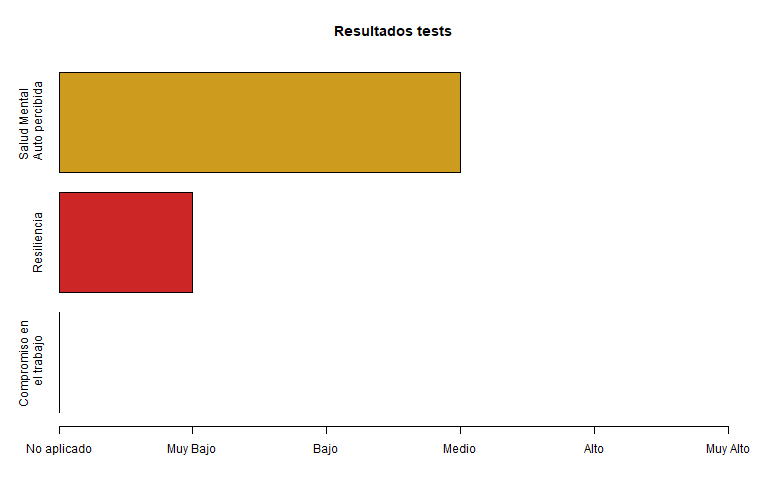 Resultados tests
Salud Mental
Auto percibida
Resiliencia
Compromiso en
el trabajo
No aplicado
Muy Bajo
Bajo
Medio
Alto
Muy Alto